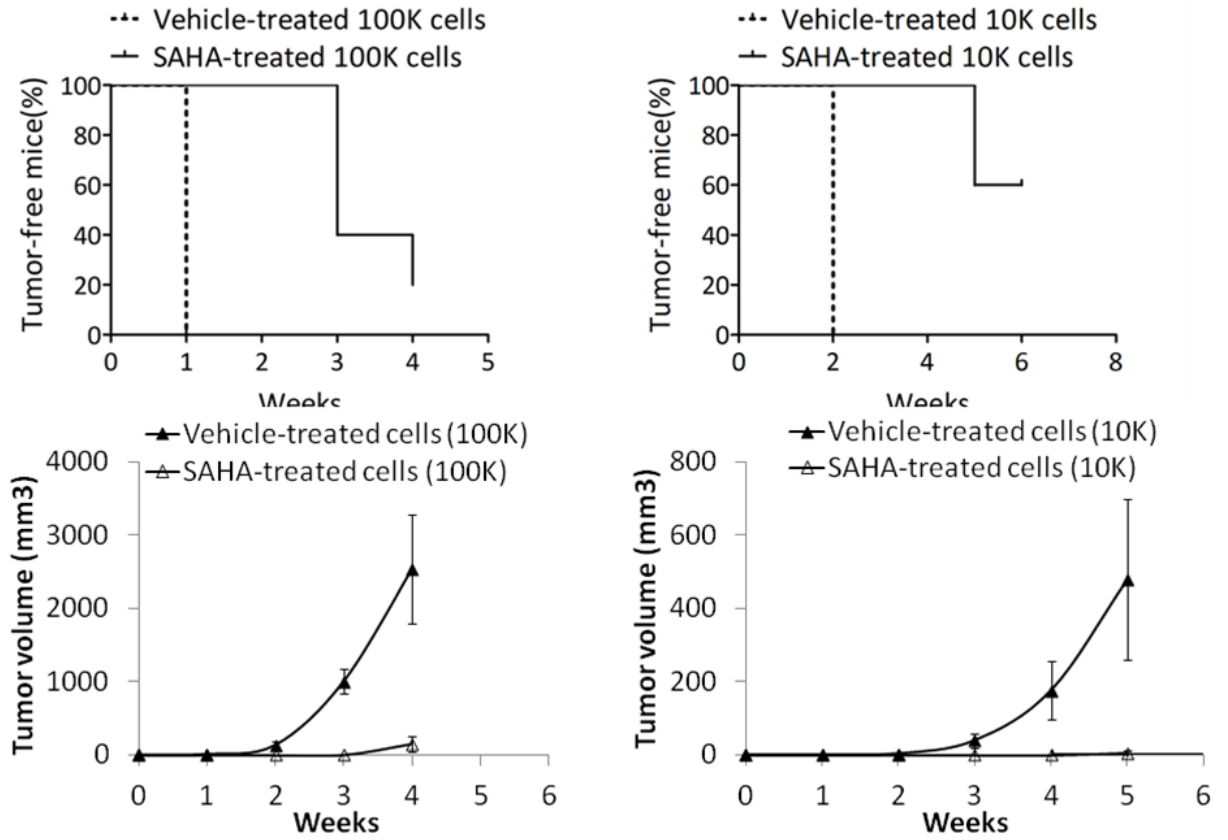 Vehicle-treated 100K cells
SAHA-treated 100K cells
Tumor-free mice(%)
100
80
60
40
20
0
0 1 2 3 4 5
Weeks
Vehicle-treated 10K cells
SAHA-treated 10K cells
Tumor-free mice(%)
100
80
60
40
20
0
0 2 4 6 8
Weeks
Vehicle-treated cells (100K)
SAHA-treated cells (100K)
Tumor volume (mm3)
4000
3000
2000
1000
0
0 1 2 3 4 5 6
Weeks
Vehicle-treated cells (10K)
SAHA-treated cells (10K)
Tumor volume (mm3)
800
600
400
200
0
0 1 2 3 4 5 6
Weeks